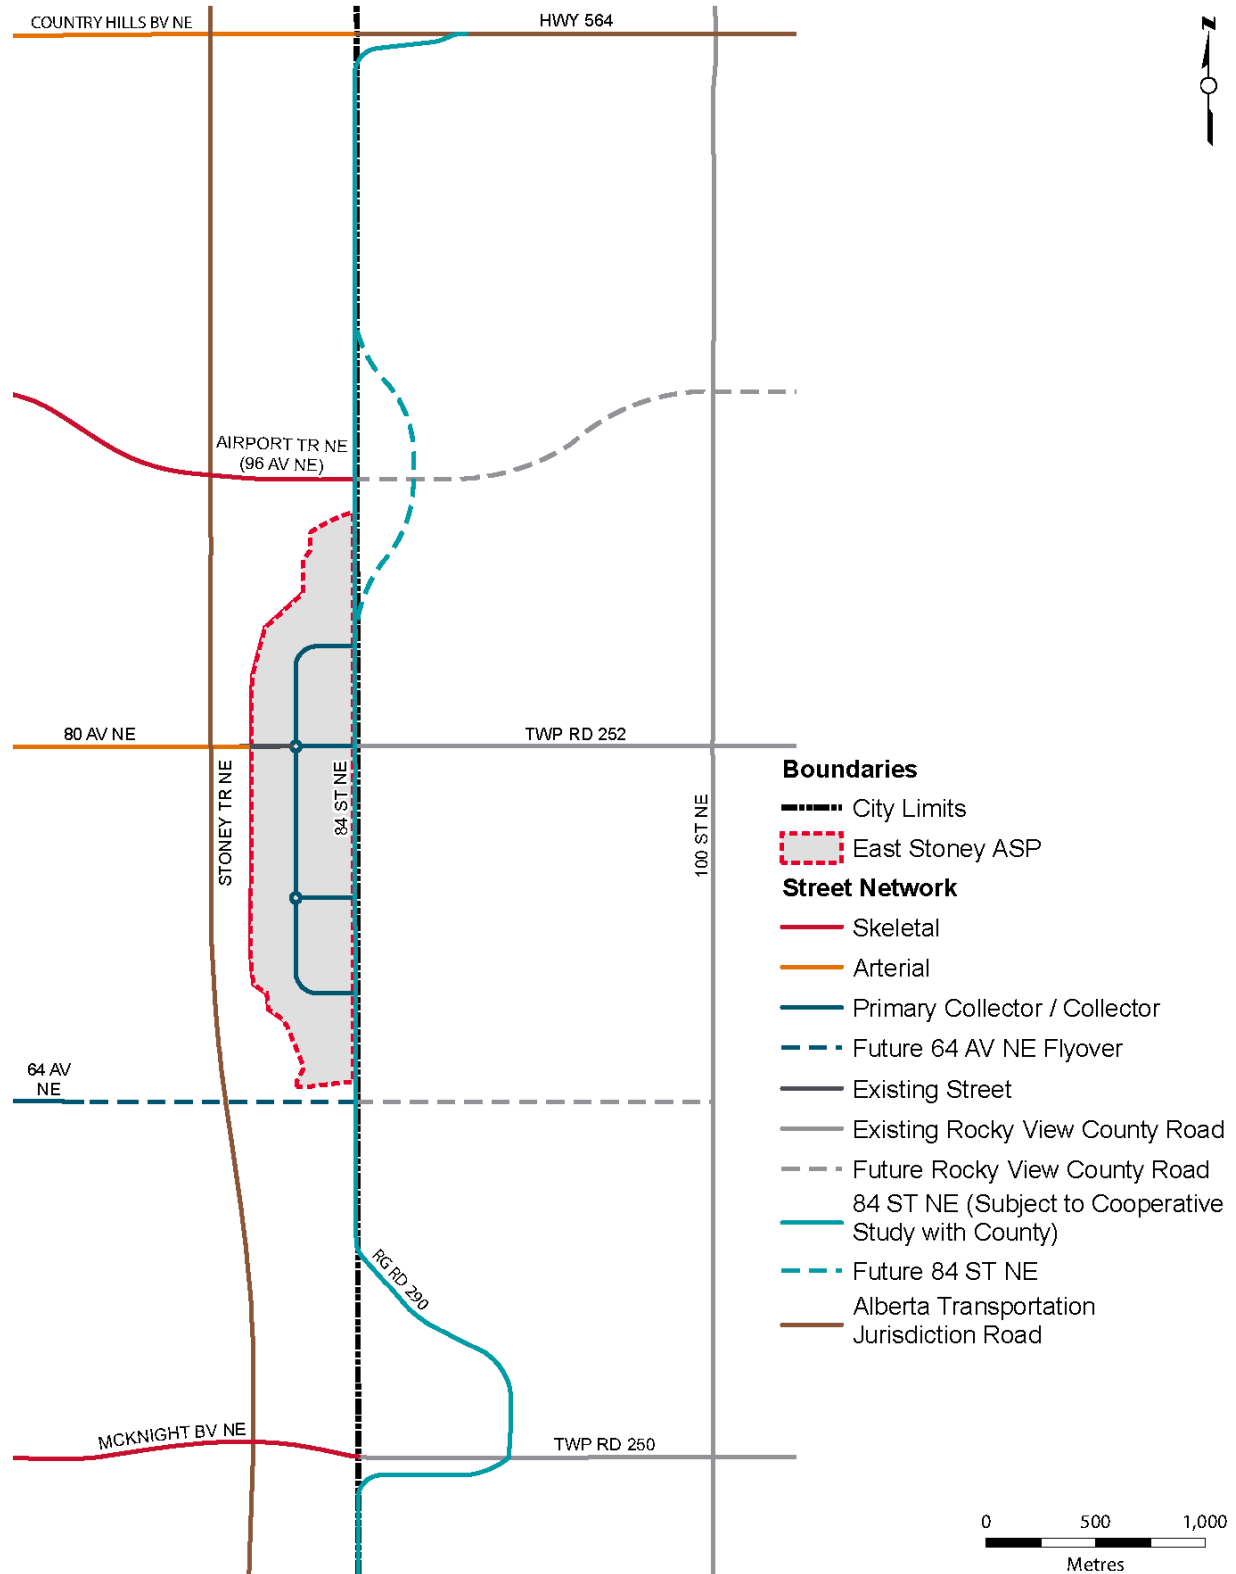 COUNTRY HILLS BV NE
HWY 564
N
AIRPORT TR NE
(96 AV NE)
80 AV NE
TWP RD 252
STONEY TR NE
84 ST NE
100 ST NE
Boundaries
City Limits
East Stoney ASP
Street Network
Skeletal
Arterial
Primary Collector / Collector
Future 64 AV NE Flyover
Existing Street
Existing Rocky View County Road
Future Rocky View County Road
84 ST NE (Subject to Cooperative
Study with County)
Future 84 ST NE
Alberta Transportation
Jurisdiction Road
64 AV
NE
RG RD 290
MCKNIGHT BV NE
TWP RD 250
0 500 1,000
Metres